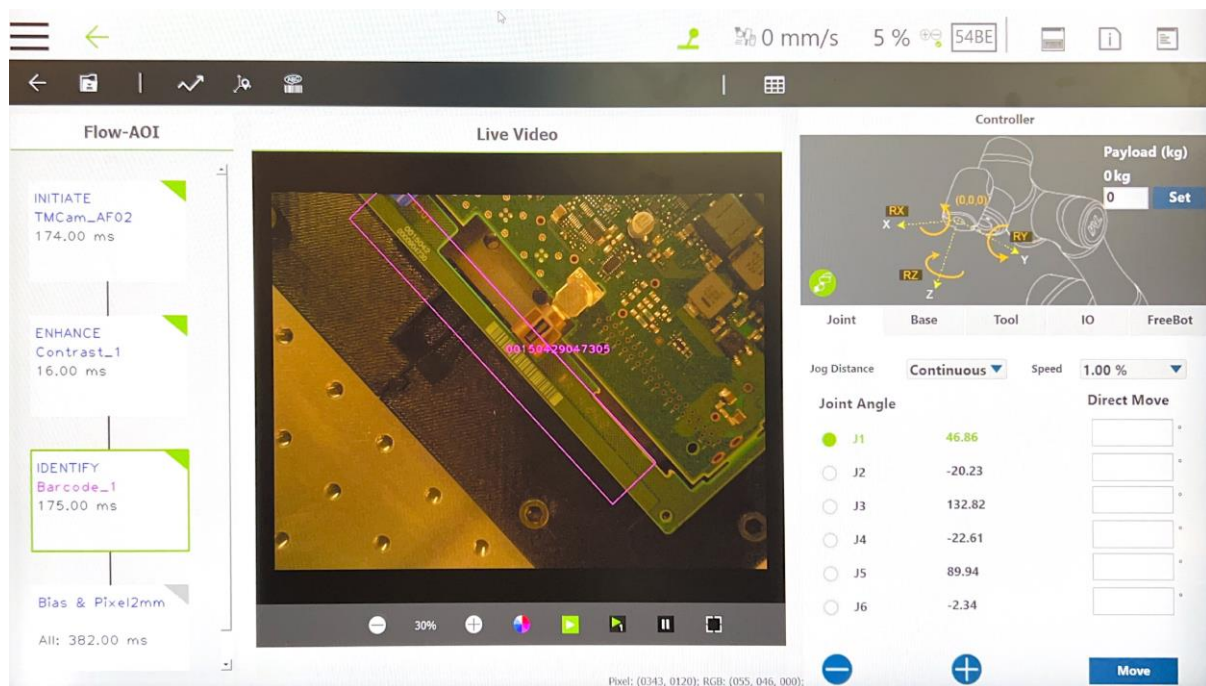 0 mm/s 5 % 54BE
Flow-AOI
INITIATE
TMCam_AF02
174.00 ms
ENHANCE
Contrast_1
16.00 ms
IDENTIFY
Barcode_1
175.00 ms
Bias & Pixel2mm
All: 382.00 ms
Live Video
00150429047305
30%
Pixel: (0343, 0120); RGB: (055, 046, 000);
Controller
Payload (kg)
0kg
0 Set
(0,0,0)
RX
X
RY
Y
RZ
Z
Joint Base Tool IO FreeBot
Jog Distance Continuous Speed 1.00 %
Joint Angle Direct Move
J1 46.86 °
J2 -20.23 °
J3 132.82 °
J4 -22.61 °
J5 89.94 °
J6 -2.34 °
Move